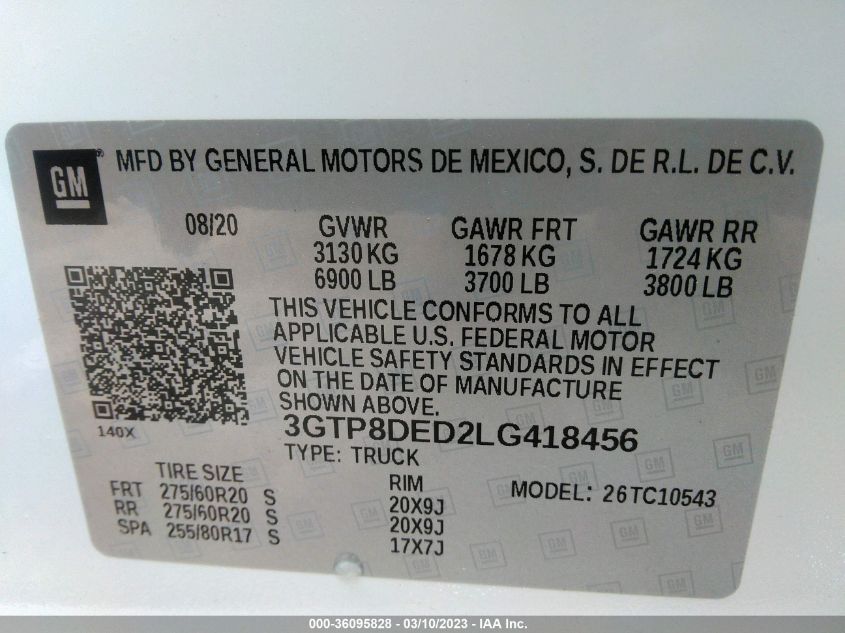 GM ® MFD BY GENERAL MOTORS DE MEXICO, S. DE R.L. DE C.V.
08/20 GVWR GAWR FRT GAWR RR
3130 KG 1678 KG 1724 KG
6900 LB 3700 LB 3800 LB
THIS VEHICLE CONFORMS TO ALL
APPLICABLE U.S. FEDERAL MOTOR
VEHICLE SAFETY STANDARDS IN EFFECT
ON THE DATE OF MANUFACTURE
SHOWN ABOVE.
140X
3GTP8DED2LG418456
TYPE: TRUCK
TIRE SIZE RIM MODEL: 26TC10543
FRT 275/60R20 S 20X9J
RR 275/60R20 S 20X9J
SPA 255/80R17 S 17X7J
000-36095828 - 03/10/2023 - IAA Inc.